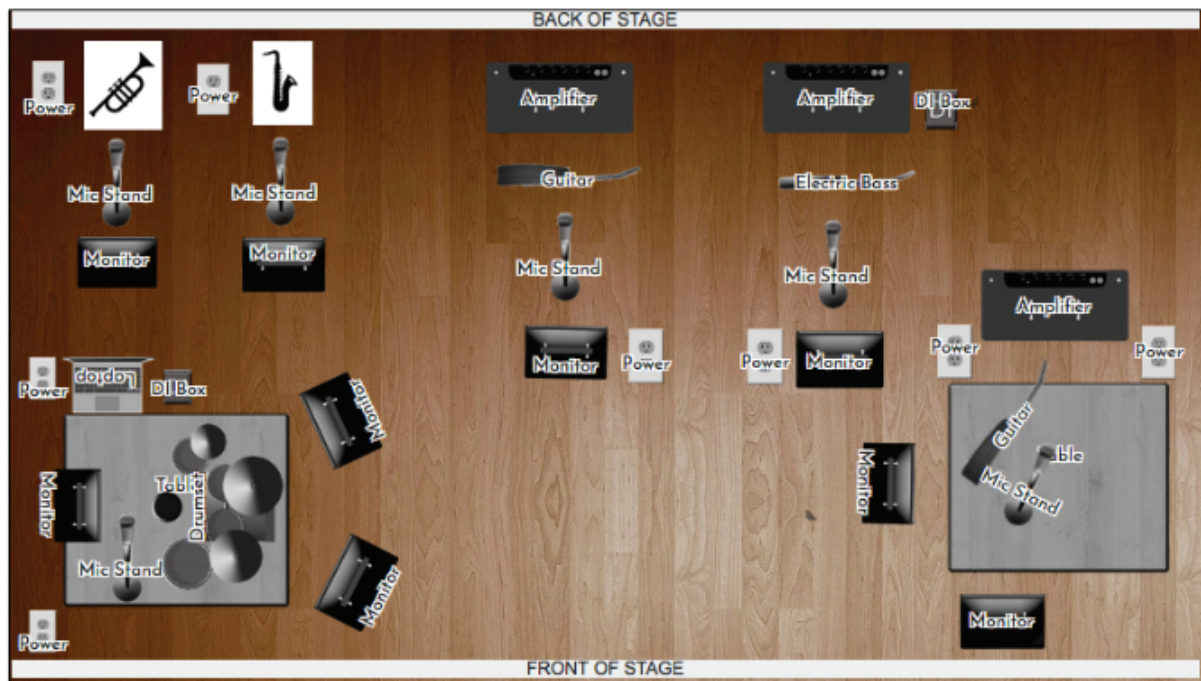 BACK OF STAGE
Power
Power
Amplifier
Amplifier
DI Box
DI
Mic Stand
Mic Stand
Guitar
Electric Bass
Monitor
Monitor
Mic Stand
Mic Stand
Amplifier
Monitor
Power
Power
Monitor
Power
Power
Power
Laptop
DI Box
Monitor
Guitar
Monitor
Table
Drumset
Monitor
Mic Stand
able
Mic Stand
Monitor
Power
Monitor
FRONT OF STAGE